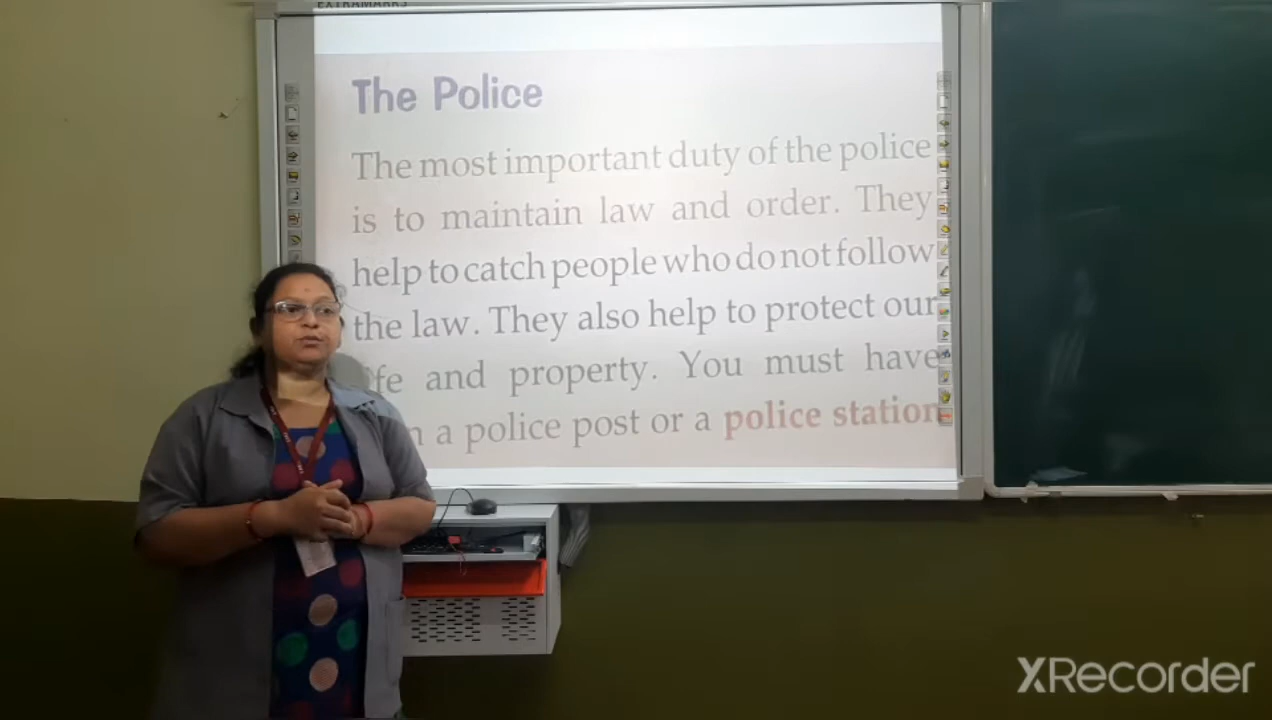 EXTRAMARKS
The Police
The most important duty of the police
is to maintain law and order. They
help to catch people who do not follow
the law. They also help to protect our
fe and property. You must have
a police post or a police station
XRecorder